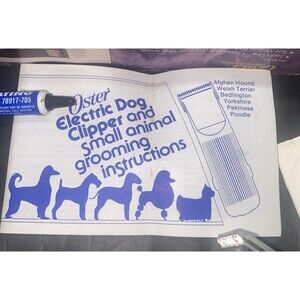 78917-705
Oster
Electric Dog
Clipper and
small animal
grooming
instructions
Afghan Hound
Welsh Terrier
Bedlington
Yorkshire
Pekinese
Poodle